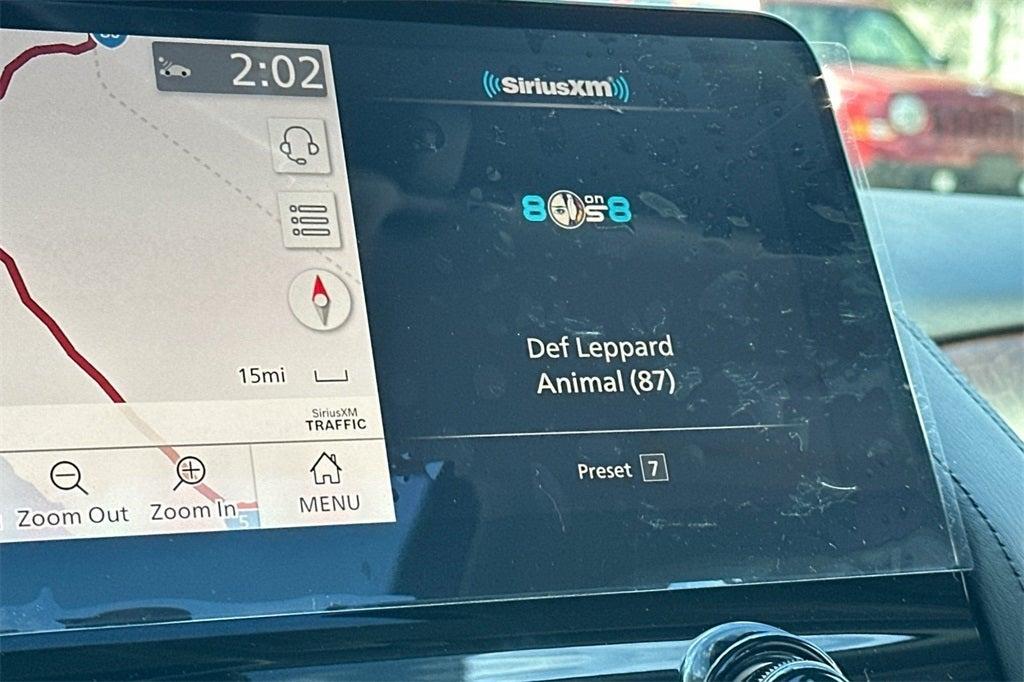 2:02
SiriusXM
80s on 8
Def Leppard
Animal (87)
15mi
SiriusXM
TRAFFIC
Preset 7
Zoom Out
Zoom In
MENU
5